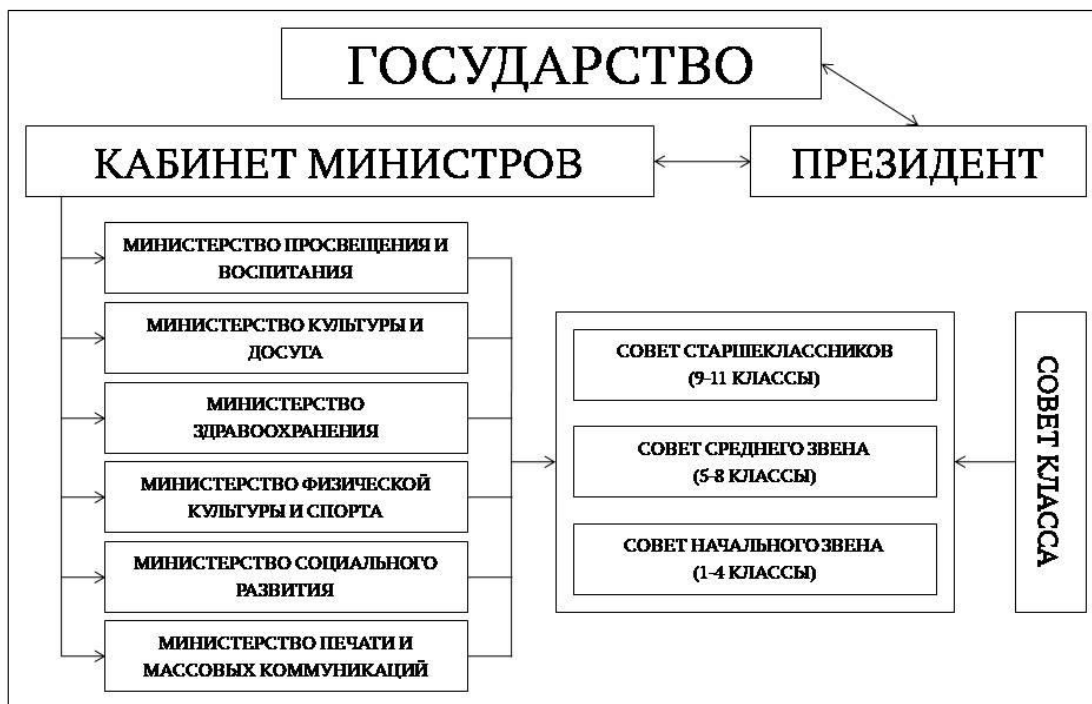 ГОСУДАРСТВО
КАБИНЕТ МИНИСТРОВ
ПРЕЗИДЕНТ
МИНИСТЕРСТВО ПРОСВЕЩЕНИЯ И
ВОСПИТАНИЯ
МИНИСТЕРСТВО КУЛЬТУРЫ И
ДОСУГА
МИНИСТЕРСТВО
ЗДРАВООХРАНЕНИЯ
МИНИСТЕРСТВО ФИЗИЧЕСКОЙ
КУЛЬТУРЫ И СПОРТА
МИНИСТЕРСТВО СОЦИАЛЬНОГО
РАЗВИТИЯ
МИНИСТЕРСТВО ПЕЧАТИ И
МАССОВЫХ КОММУНИКАЦИЙ
СОВЕТ СТАРШЕКЛАССНИКОВ
(9-11 КЛАССЫ)
СОВЕТ СРЕДНЕГО ЗВЕНА
(5-8 КЛАССЫ)
СОВЕТ НАЧАЛЬНОГО ЗВЕНА
(1-4 КЛАССЫ)
СОВЕТ КЛАССА